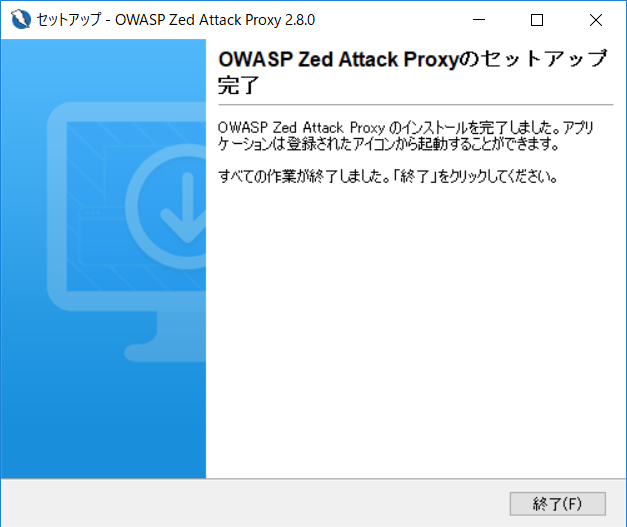 セットアップ - OWASP Zed Attack Proxy 2.8.0
OWASP Zed Attack Proxyのセットアップ
完了
OWASP Zed Attack Proxy のインストールを完了しました。アプリ
ケーションは登録されたアイコンから起動することができます。
すべての作業が終了しました。「終了」をクリックしてください。
終了(F)